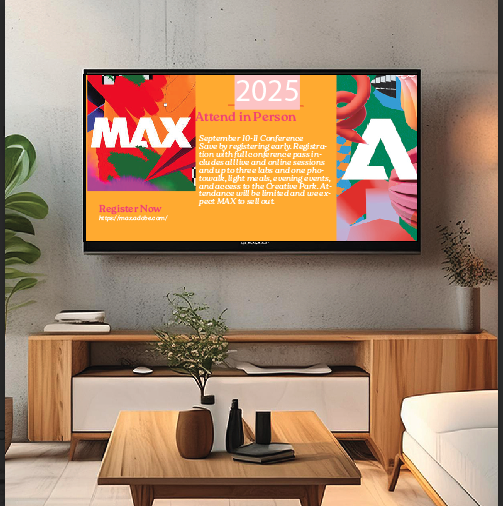 2025
MAX
Attend in Person
September 10-11 Conference
Save by registering early. Registra-
tion with full conference pass in-
cludes all live and online sessions
and up to three labs and one pho-
towalk, light meals, evening events,
and access to the Creative Park. At-
tendance will be limited and we ex-
pect MAX to sell out.
Register Now
https://max.adobe.com/